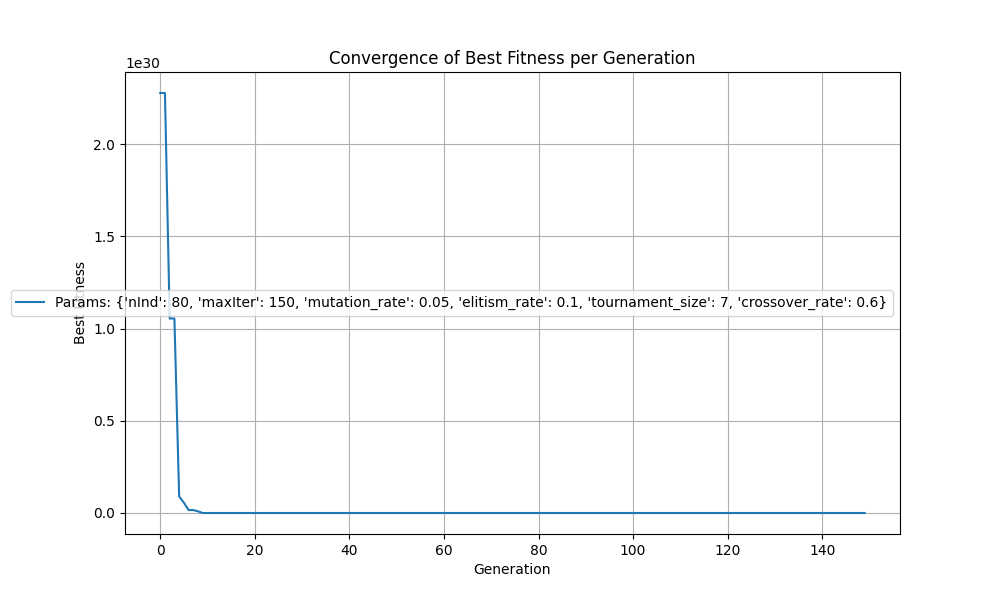 Convergence of Best Fitness per Generation
1e30
2.0
1.5
Best
ness
Params: {'nInd': 80, 'maxIter': 150, 'mutation_rate': 0.05, 'elitism_rate': 0.1, 'tournament_size': 7, 'crossover_rate': 0.6}
1.0
0.5
0.0
0 20 40 60 80 100 120 140
Generation